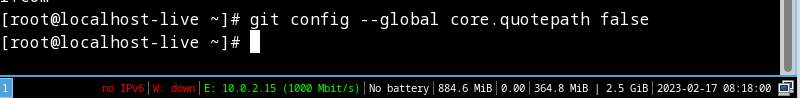 [root@localhost-live ~]# git config --global core.quotepath false
[root@localhost-live ~]#
1 no IPv6 | W: down | E: 10.0.2.15 (1000 Mbit/s) | No battery | 884.6 MiB | 0.00 | 364.8 MiB | 2.5 GiB | 2023-02-17 08:18:00